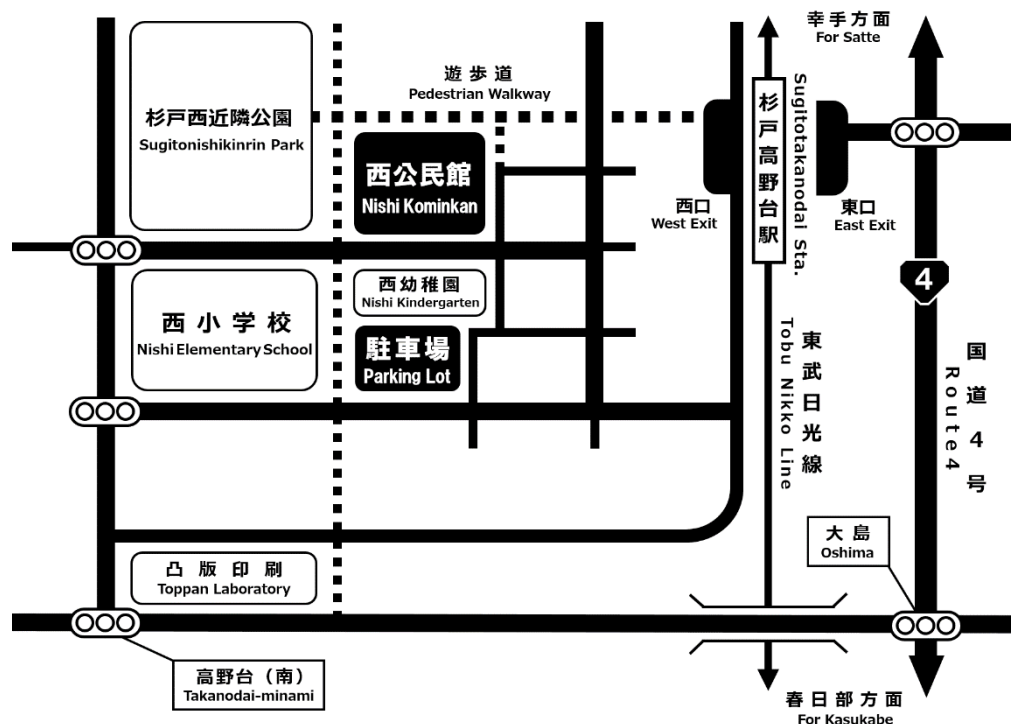 幸手方面
For Satte
遊歩道
Pedestrian Walkway
杉戸西近隣公園
Sugitonishikinrin Park
西公民館
Nishi Kominkan
西口
West Exit
杉戸高野台駅
Sugitotakanodai Sta.
東口
East Exit
4
西幼稚園
Nishi Kindergarten
西小学校
Nishi Elementary School
駐車場
Parking Lot
東武日光線
Tobu Nikko Line
国道4号
Route4
大島
Oshima
凸版印刷
Toppan Laboratory
高野台（南）
Takanodai-minami
春日部方面
For Kasukabe